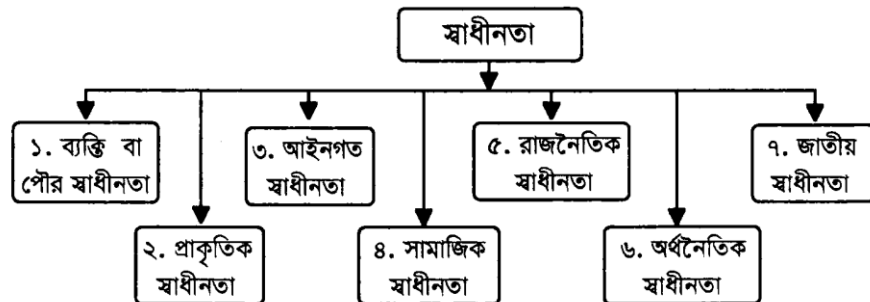 স্বাধীনতা
১. ব্যক্তি বা
পৌর স্বাধীনতা
২. প্রাকৃতিক
স্বাধীনতা
৩. আইনগত
স্বাধীনতা
৪. সামাজিক
স্বাধীনতা
৫. রাজনৈতিক
স্বাধীনতা
৬. অর্থনৈতিক
স্বাধীনতা
৭. জাতীয়
স্বাধীনতা